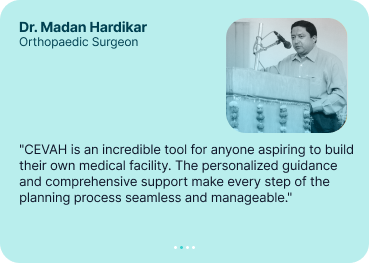 Dr. Madan Hardikar
Orthopaedic Surgeon
"CEVAH is an incredible tool for anyone aspiring to build
their own medical facility. The personalized guidance
and comprehensive support make every step of the
planning process seamless and manageable."